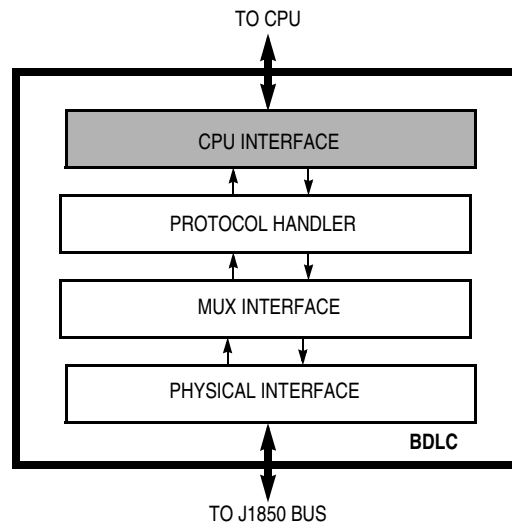 TO CPU
CPU INTERFACE
PROTOCOL HANDLER
MUX INTERFACE
PHYSICAL INTERFACE
BDLC
TO J1850 BUS